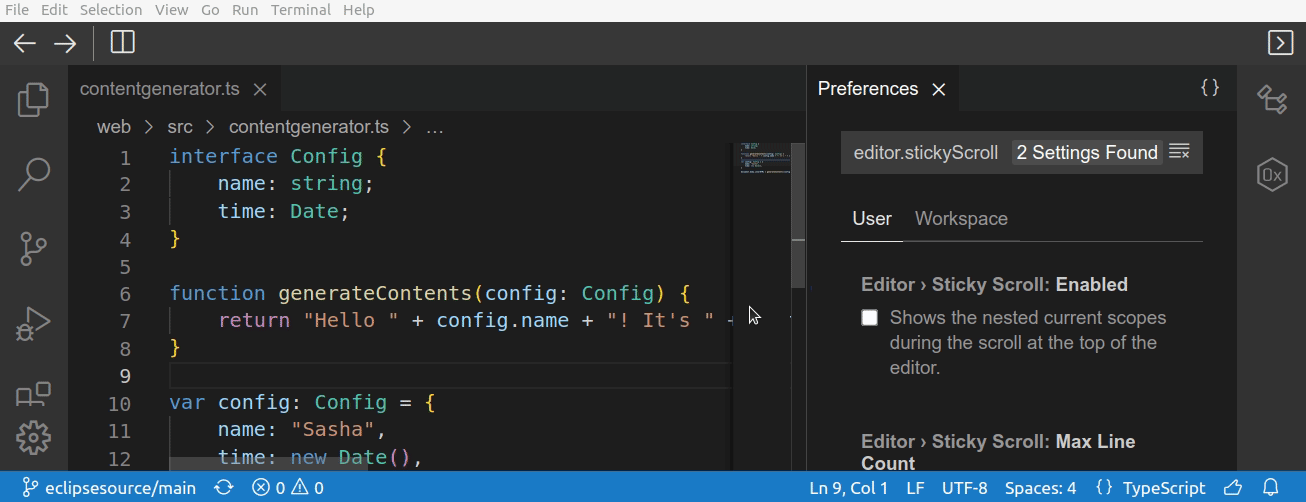 File Edit Selection View Go Run Terminal Help
contentgenerator.ts
web > src > contentgenerator.ts > ...
1 interface Config {
2 name: string;
3 time: Date;
4 }
5
6 function generateContents(config: Config) {
7 return "Hello " + config.name + "! It's " +
8 }
9
10 var config: Config = {
11 name: "Sasha",
12 time: new Date(),
Preferences
{}
editor.stickyScroll 2 Settings Found
User Workspace
Editor › Sticky Scroll: Enabled
Shows the nested current scopes
during the scroll at the top of the
editor.
Editor › Sticky Scroll: Max Line
Count
0x
eclipsesource/main 0 0 Ln 9, Col 1 LF UTF-8 Spaces: 4 {} TypeScript